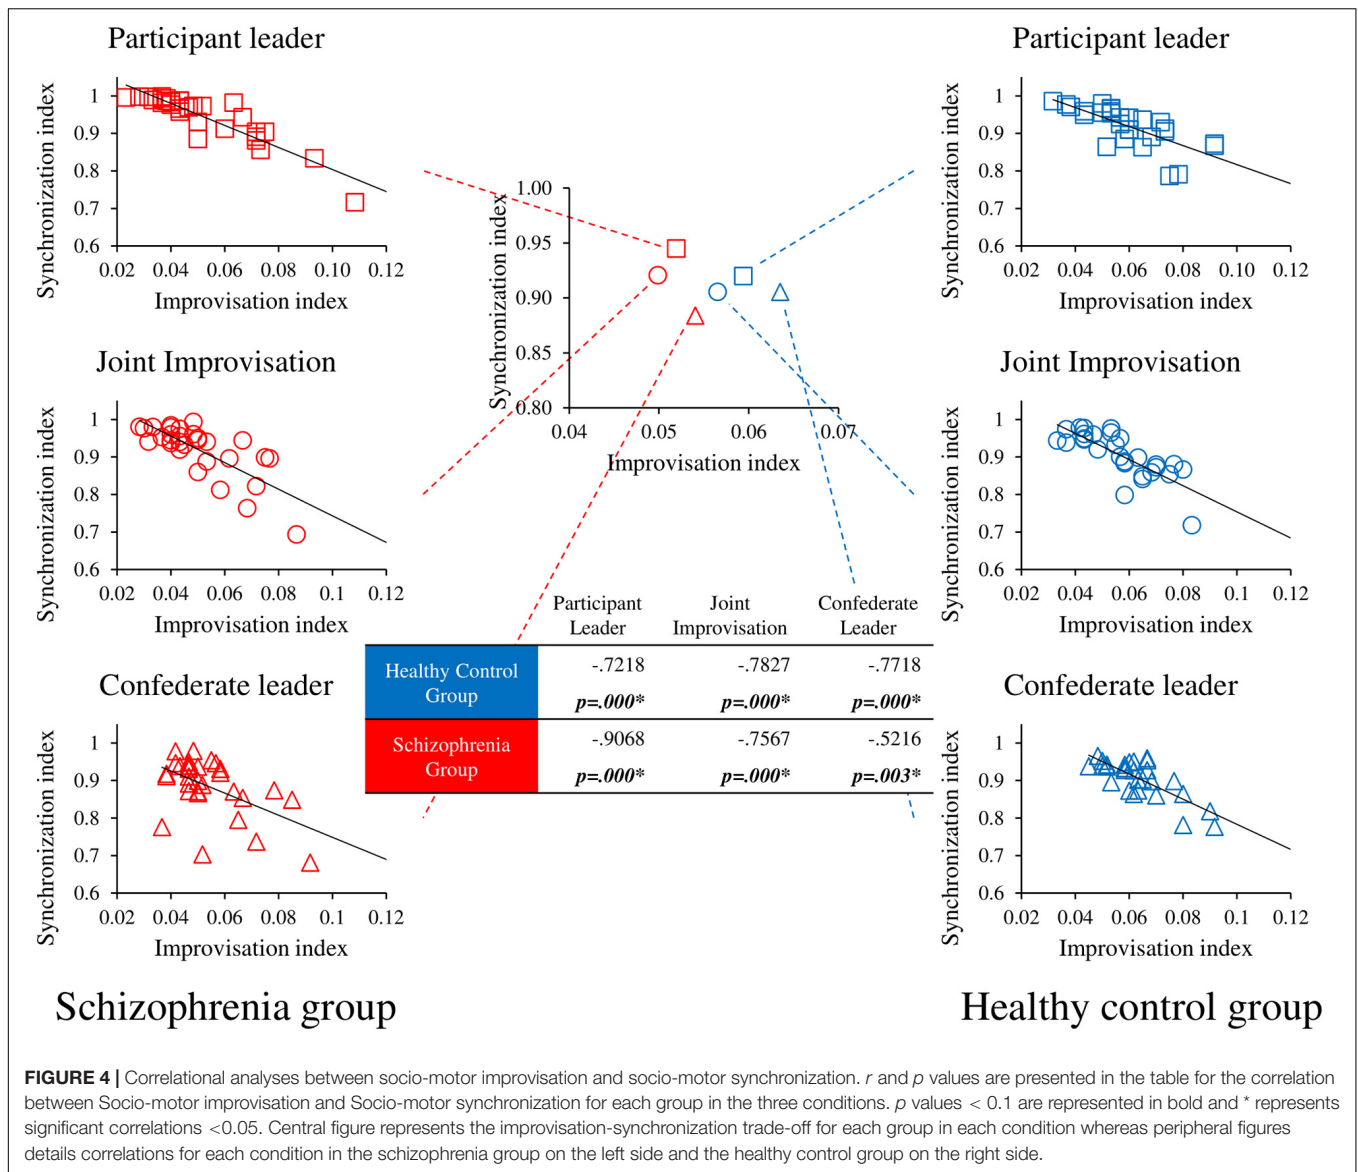 Participant leader
Synchronization index
1
0.9
0.8
0.7
0.6
0.02 0.04 0.06 0.08 0.10 0.12
Improvisation index
Joint Improvisation
Synchronization index
1
0.9
0.8
0.7
0.6
0.02 0.04 0.06 0.08 0.1 0.12
Improvisation index
Confederate leader
Synchronization index
1
0.9
0.8
0.7
0.6
0.02 0.04 0.06 0.08 0.1 0.12
Improvisation index
Schizophrenia group
Synchronization index
1.00
0.95
0.90
0.85
0.80
0.04 0.05 0.06 0.07
Improvisation index
Participant Joint Confederate
Leader Improvisation Leader
Healthy Control -.7218 -.7827 -.7718
Group p=.000* p=.000* p=.000*
Schizophrenia -.9068 -.7567 -.5216
Group p=.000* p=.000* p=.003*
Participant leader
Synchronization index
1
0.9
0.8
0.7
0.6
0.02 0.04 0.06 0.08 0.10 0.12
Improvisation index
Joint Improvisation
Synchronization index
1
0.9
0.8
0.7
0.6
0.02 0.04 0.06 0.08 0.1 0.12
Improvisation index
Confederate leader
Synchronization index
1
0.9
0.8
0.7
0.6
0.02 0.04 0.06 0.08 0.1 0.12
Improvisation index
Healthy control group
FIGURE 4 | Correlational analyses between socio-motor improvisation and socio-motor synchronization. r and p values are presented in the table for the correlation
between Socio-motor improvisation and Socio-motor synchronization for each group in the three conditions. p values < 0.1 are represented in bold and * represents
significant correlations <0.05. Central figure represents the improvisation-synchronization trade-off for each group in each condition whereas peripheral figures
details correlations for each condition in the schizophrenia group on the left side and the healthy control group on the right side.